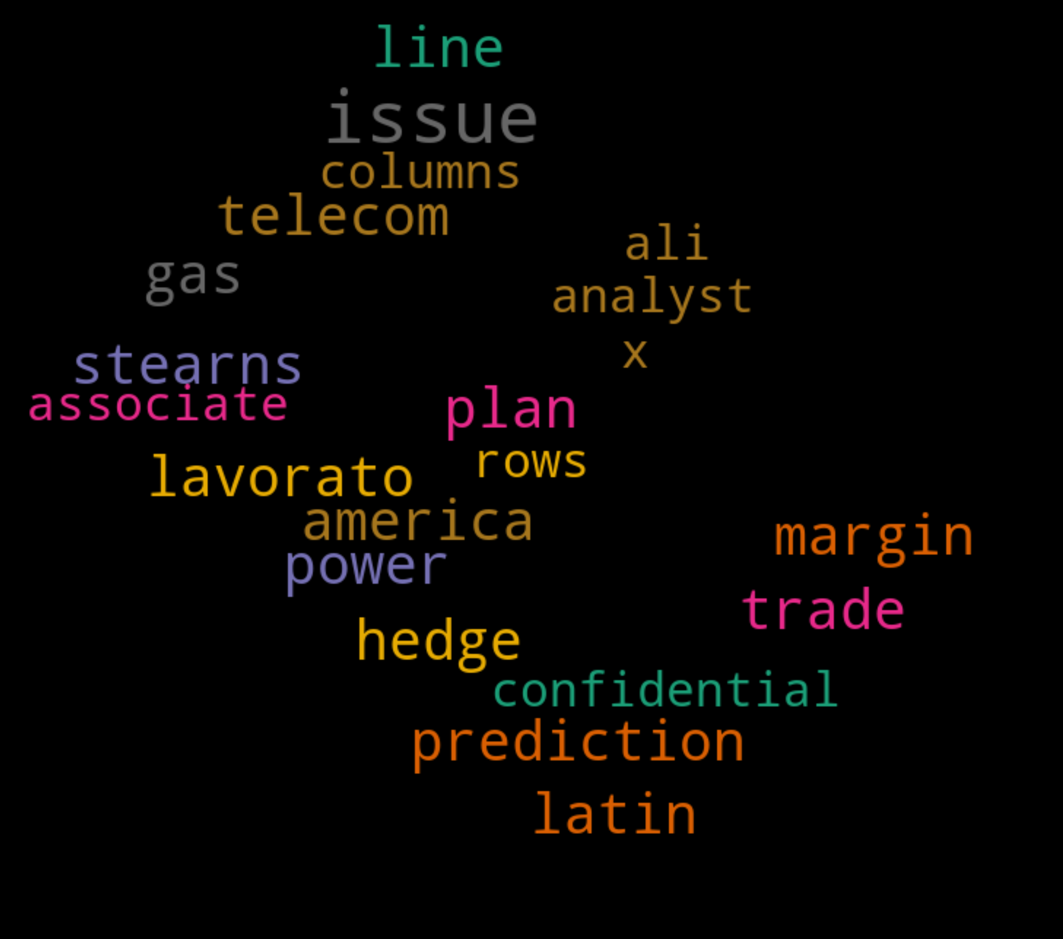 line
issue
columns
telecom
ali
gas
analyst
x
stearns
associate
plan
rows
lavorato
america
margin
power
trade
hedge
confidential
prediction
latin